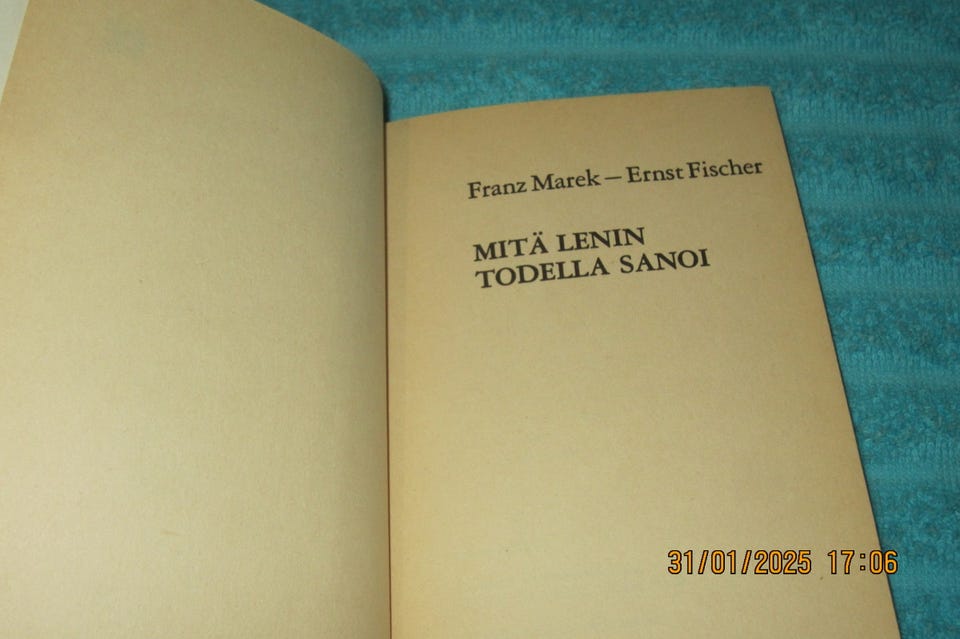 Franz Marek – Ernst Fischer
MITÄ LENIN
TODELLA SANOI
31/01/2025 17:06